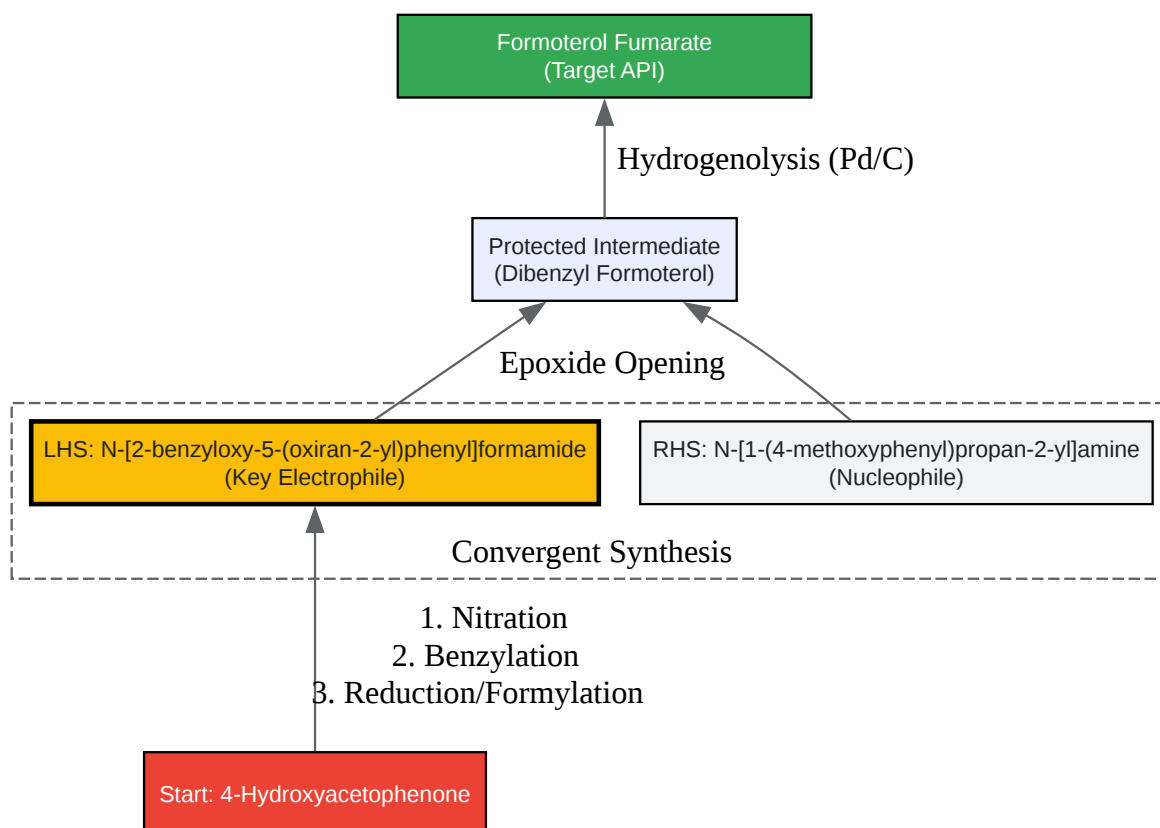 Formoterol Fumarate
(Target API)
Hydrogenolysis (Pd/C)
Protected Intermediate
(Dibenzyl Formoterol)
Epoxide Opening
LHS: N-[2-benzyloxy-5-(oxiran-2-yl)phenyl]formamide
(Key Electrophile)
RHS: N-[1-(4-methoxyphenyl)propan-2-yl]amine
(Nucleophile)
Convergent Synthesis
1. Nitration
2. Benzylation
3. Reduction/Formylation
Start: 4-Hydroxyacetophenone